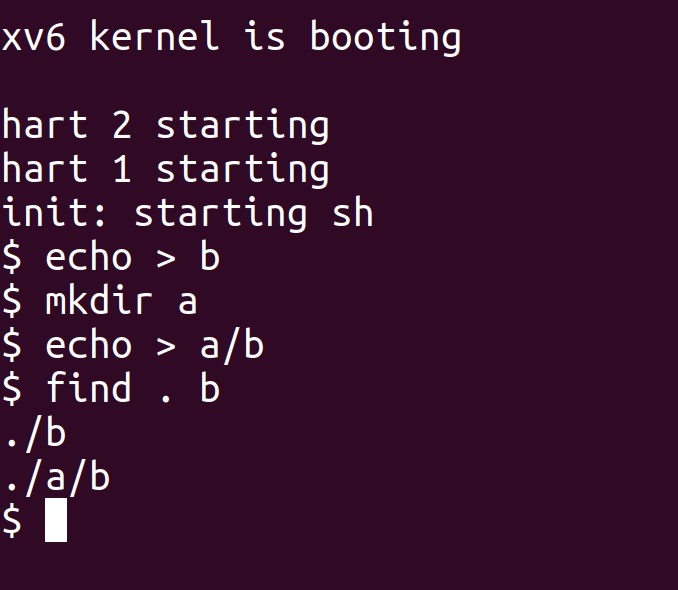 xv6 kernel is booting
hart 2 starting
hart 1 starting
init: starting sh
$ echo > b
$ mkdir a
$ echo > a/b
$ find . b
./b
./a/b
$